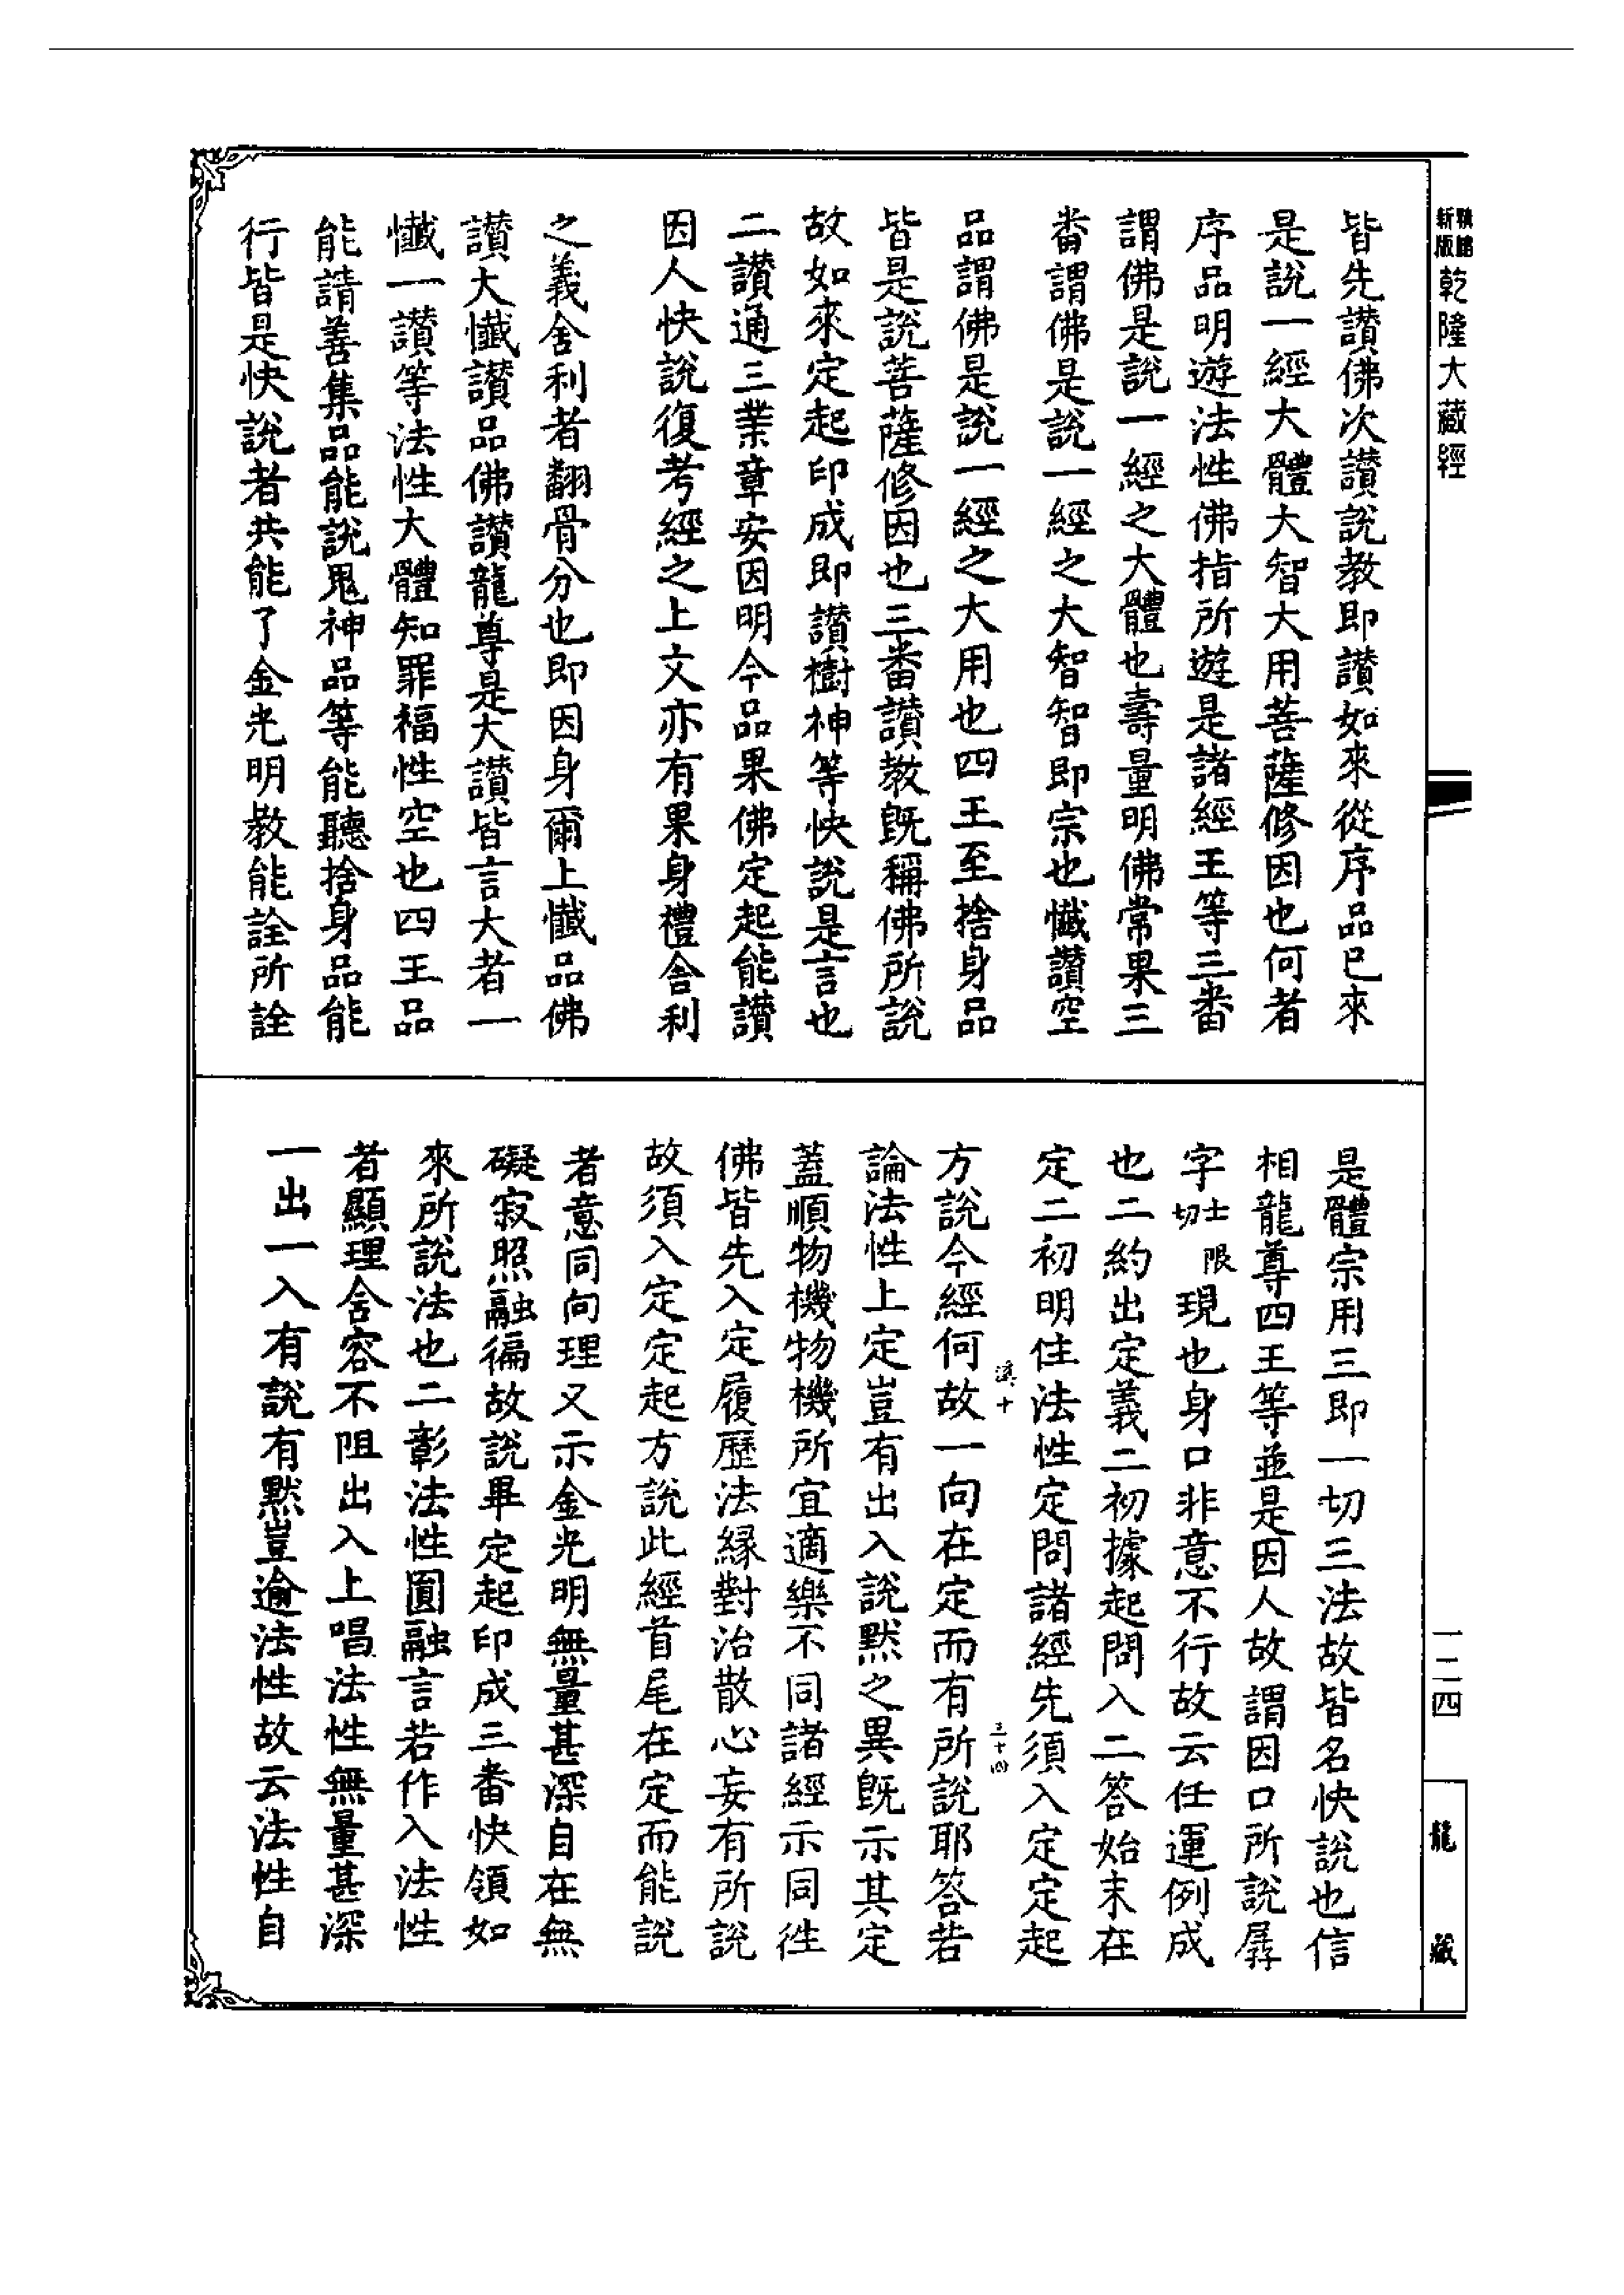 乾隆大藏經
皆先讚佛次讚說教即讚如來從序品已來
是說一經大體大智大用菩薩修因也何者
序品明遊法性佛指所遊是諸經王等三番
謂佛是說一經之大體也壽量明佛常果三
番謂佛是說一經之大智智即宗也懺讚空
品謂佛是說一經之大用也四王至捨身品
皆是說菩薩修因也三番讚教既稱佛所說
故如來定起印成即讚樹神等快說是言也
二讚通三業章安因明今品果佛定起能讚
因人快說復考經之上文亦有果身禮舍利
之義舍利者翻骨分也即因身爾上懺品佛
讚大懺讚品佛讚龍尊是大讚皆言大者一
懺一讚等法性大體知罪福性空也四王品
能請善集品能說鬼神品等能聽捨身品能
行皆是快說者共能了金光明教能詮所詮
是體宗用三即一切三法故皆名快說也信
相龍尊四王等並是因人故謂因口所說孱
字士限切現也身口非意不行故云任運例成
也二約出定義二初據起問入二答始末在
定二初明住法性定問諸經先須入定定起
方說今經何故一向在定而有所說耶答若
論法性上定豈有出入說默之異既示其定
蓋順物機物機所宜適樂不同諸經示同往
佛皆先入定履歷法緣對治散心妄有所說
故須入定定起方說此經首尾在定而能說
者意同向理又示金光明無量甚深自在無
礙寂照融徧故說畢定起印成三番快領如
來所說法也二彰法性圓融言若作入法性
者顯理含容不阻出入上唱法性無量甚深
一出一入有說有默豈逾法性故云法性自
一二四
龍藏